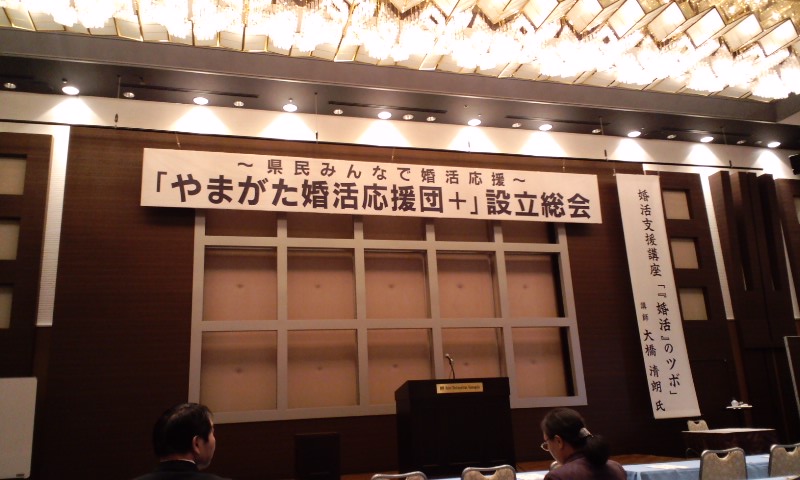 ～県民みんなで婚活応援～
「やまがた婚活応援団＋」設立総会
婚活支援講座「『婚活』のツボ」
講師 大橋 清朗 氏